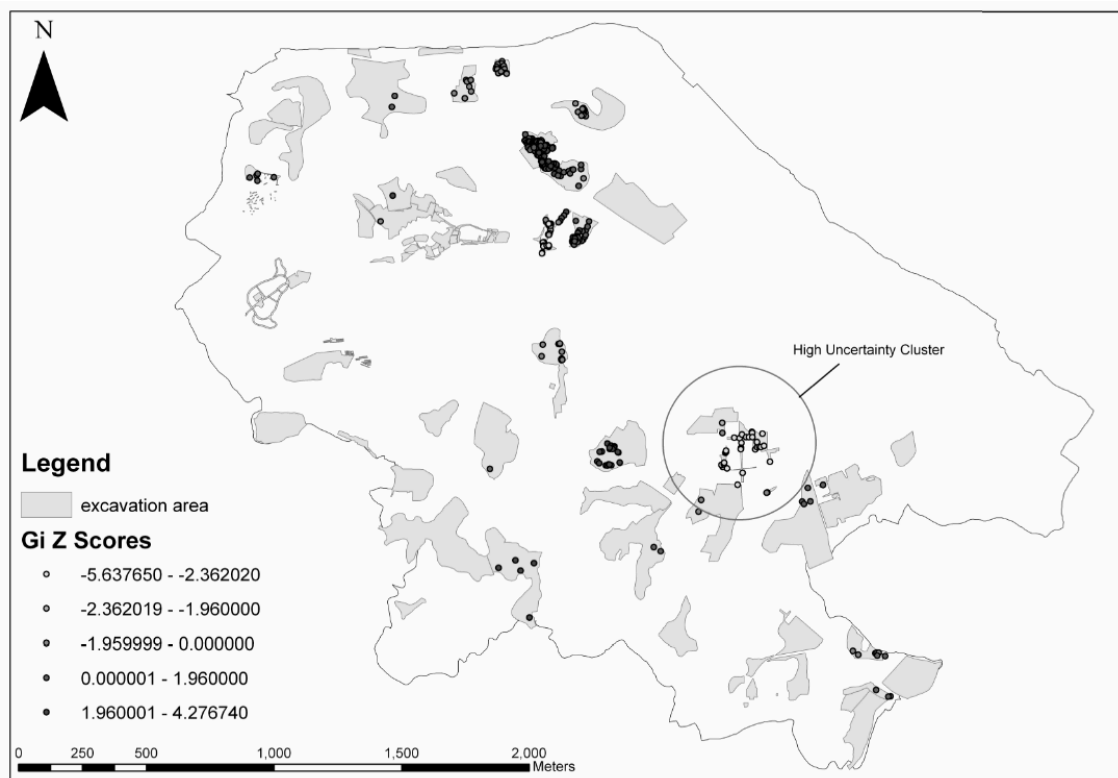 N
High Uncertainty Cluster
Legend
excavation area
Gi Z Scores
-5.637650 - -2.362020
-2.362019 - -1.960000
-1.959999 - 0.000000
0.000001 - 1.960000
1.960001 - 4.276740
0 250 500 1,000 1,500 2,000
Meters